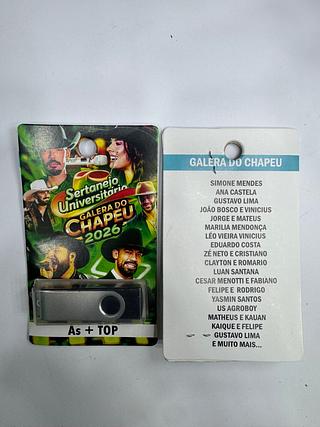 Sertanejo
Universitário
GALERA DO
CHAPEU
2026
As + TOP
GALERA DO CHAPEU
SIMONE MENDES
ANA CASTELA
GUSTAVO LIMA
JOÃO BOSCO E VINICIUS
JORGE E MATEUS
MARILIA MENDONÇA
LÉO VIEIRA VINICIUS
EDUARDO COSTA
ZÉ NETO E CRISTIANO
CLAYTON E ROMARIO
LUAN SANTANA
CESAR MENOTTI E FABIANO
FELIPE E RODRIGO
YASMIN SANTOS
US AGROBOY
MATHEUS E KAUAN
KAIQUE E FELIPE
GUSTAVO LIMA
E MUITO MAIS...